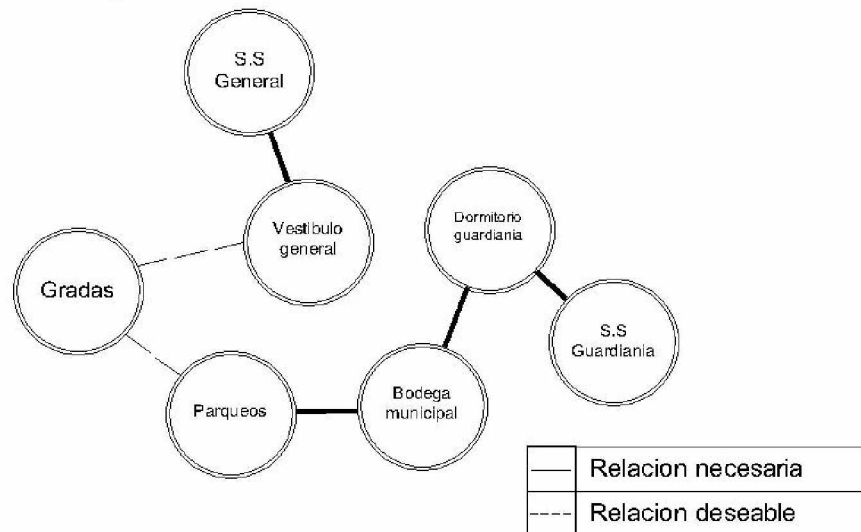 S.S
General
Vestibulo
general
Dormitorio
guardiania
Gradas
S.S
Guardiania
Parqueos
Bodega
municipal
Relacion necesaria
Relacion deseable